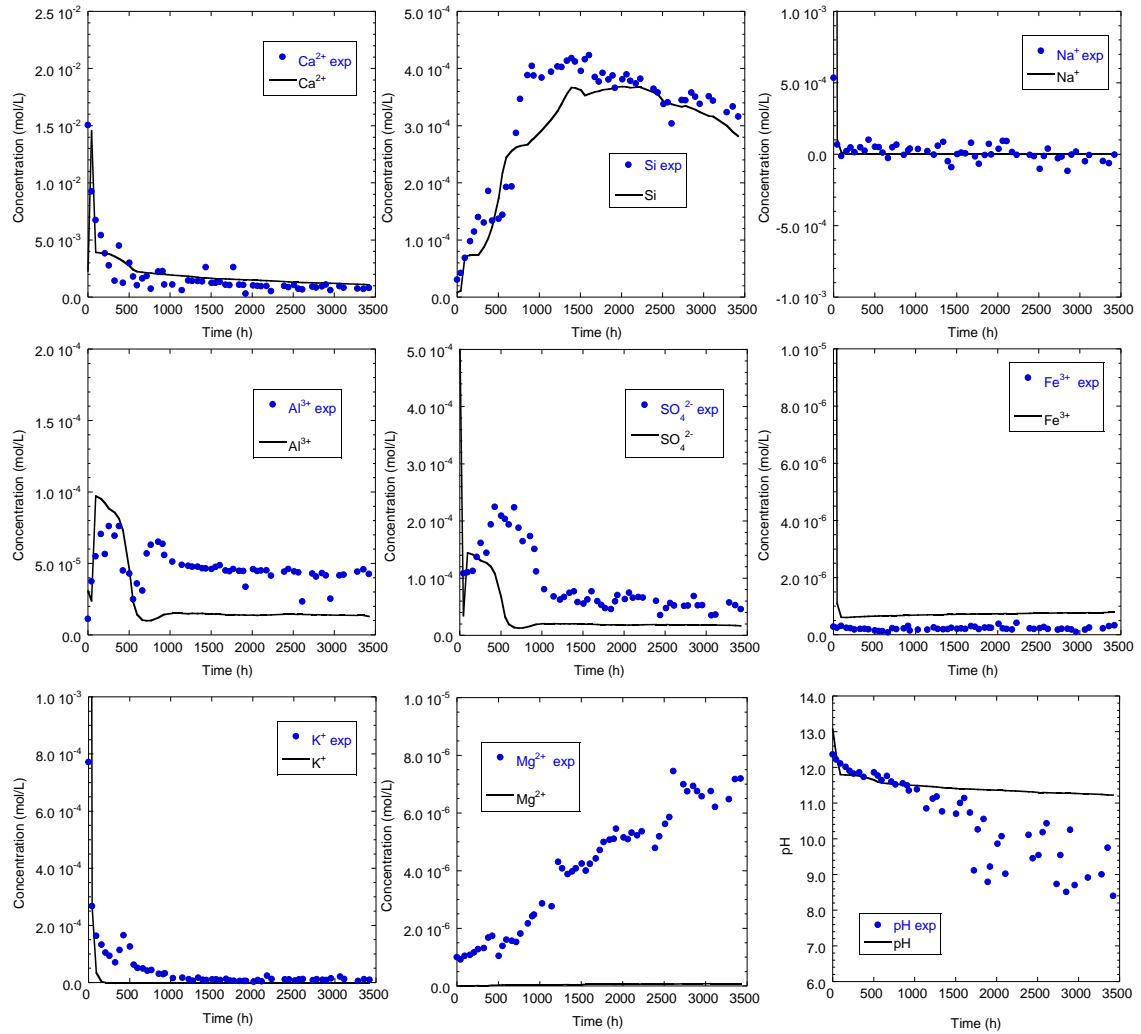 2.5 10⁻²
2.0 10⁻²
1.5 10⁻²
1.0 10⁻²
5.0 10⁻³
0.0
Concentration (mol/L)
Ca²⁺ exp
Ca²⁺
0 500 1000 1500 2000 2500 3000 3500
Time (h)
5.0 10⁻⁴
4.0 10⁻⁴
3.0 10⁻⁴
2.0 10⁻⁴
1.0 10⁻⁴
0.0
Concentration (mol/L)
Si exp
Si
0 500 1000 1500 2000 2500 3000 3500
Time (h)
1.0 10⁻³
5.0 10⁻⁴
0.0
-5.0 10⁻⁴
-1.0 10⁻³
Concentration (mol/L)
Na⁺ exp
Na⁺
0 500 1000 1500 2000 2500 3000 3500
Time (h)
2.0 10⁻⁴
1.5 10⁻⁴
1.0 10⁻⁴
5.0 10⁻⁵
0.0
Concentration (mol/L)
Al³⁺ exp
Al³⁺
0 500 1000 1500 2000 2500 3000 3500
Time (h)
5.0 10⁻⁴
4.0 10⁻⁴
3.0 10⁻⁴
2.0 10⁻⁴
1.0 10⁻⁴
0.0
Concentration (mol/L)
SO₄²⁻ exp
SO₄²⁻
0 500 1000 1500 2000 2500 3000 3500
Time (h)
1.0 10⁻⁵
8.0 10⁻⁶
6.0 10⁻⁶
4.0 10⁻⁶
2.0 10⁻⁶
0.0
Concentration (mol/L)
Fe³⁺ exp
Fe³⁺
0 500 1000 1500 2000 2500 3000 3500
Time (h)
1.0 10⁻³
8.0 10⁻⁴
6.0 10⁻⁴
4.0 10⁻⁴
2.0 10⁻⁴
0.0
Concentration (mol/L)
K⁺ exp
K⁺
0 500 1000 1500 2000 2500 3000 3500
Time (h)
1.0 10⁻⁵
8.0 10⁻⁶
6.0 10⁻⁶
4.0 10⁻⁶
2.0 10⁻⁶
0.0
Concentration (mol/L)
Mg²⁺ exp
Mg²⁺
0 500 1000 1500 2000 2500 3000 3500
Time (h)
14.0
13.0
12.0
11.0
10.0
9.0
8.0
7.0
6.0
pH
pH exp
pH
0 500 1000 1500 2000 2500 3000 3500
Time (h)